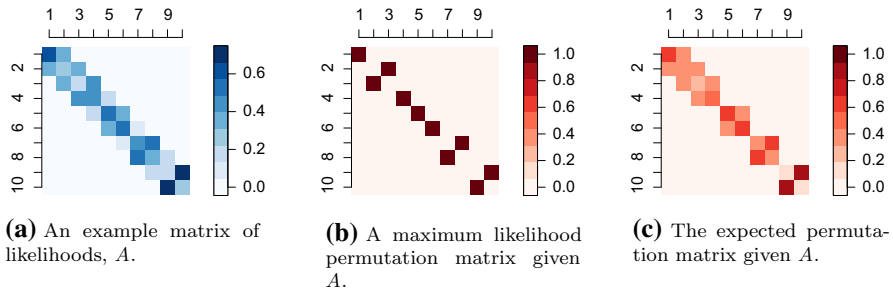 1 3 5 7 9
2 4 6 8 10
0.6 0.4 0.2 0.0
1 3 5 7 9
2 4 6 8 10
1.0 0.8 0.6 0.4 0.2 0.0
1 3 5 7 9
2 4 6 8 10
1.0 0.8 0.6 0.4 0.2 0.0
(a) An example matrix of
likelihoods, A.
(b) A maximum likelihood
permutation matrix given
A.
(c) The expected permuta-
tion matrix given A.